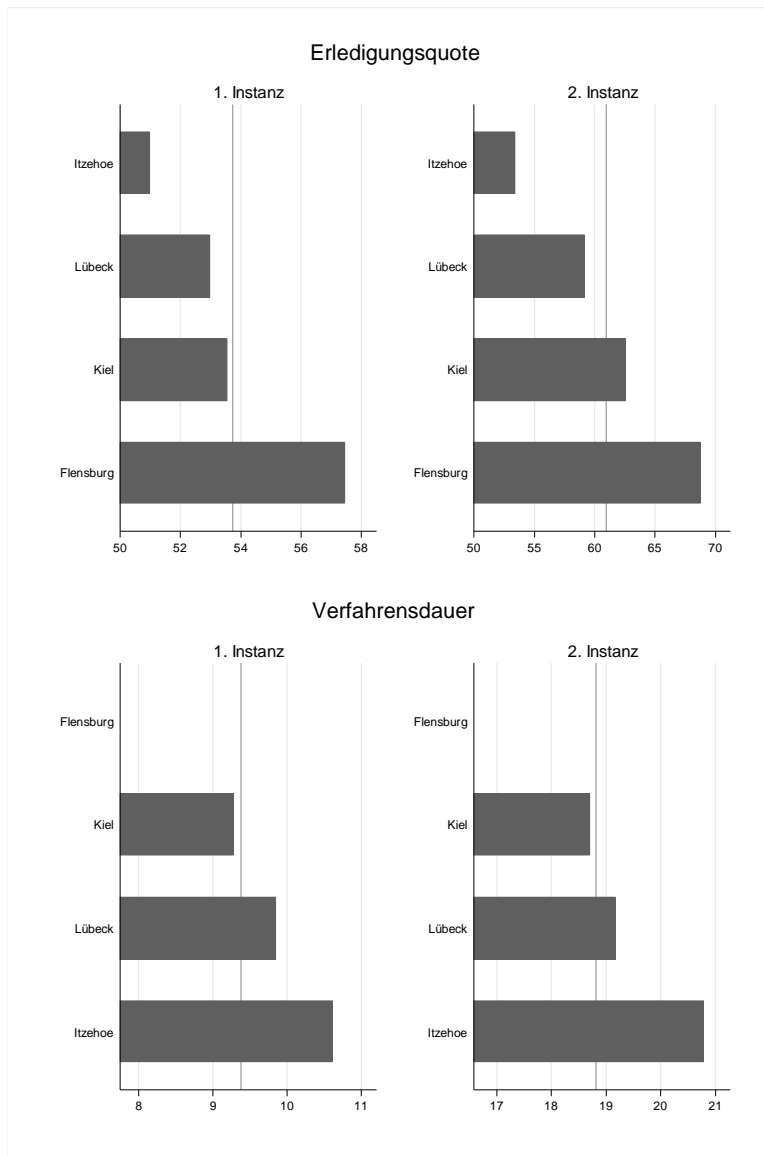 Erledigungsquote
1. Instanz
2. Instanz
Itzehoe
Itzehoe
Lübeck
Lübeck
Kiel
Kiel
Flensburg
Flensburg
50 52 54 56 58
50 55 60 65 70
Verfahrensdauer
1. Instanz
2. Instanz
Flensburg
Flensburg
Kiel
Kiel
Lübeck
Lübeck
Itzehoe
Itzehoe
8 9 10 11
17 18 19 20 21